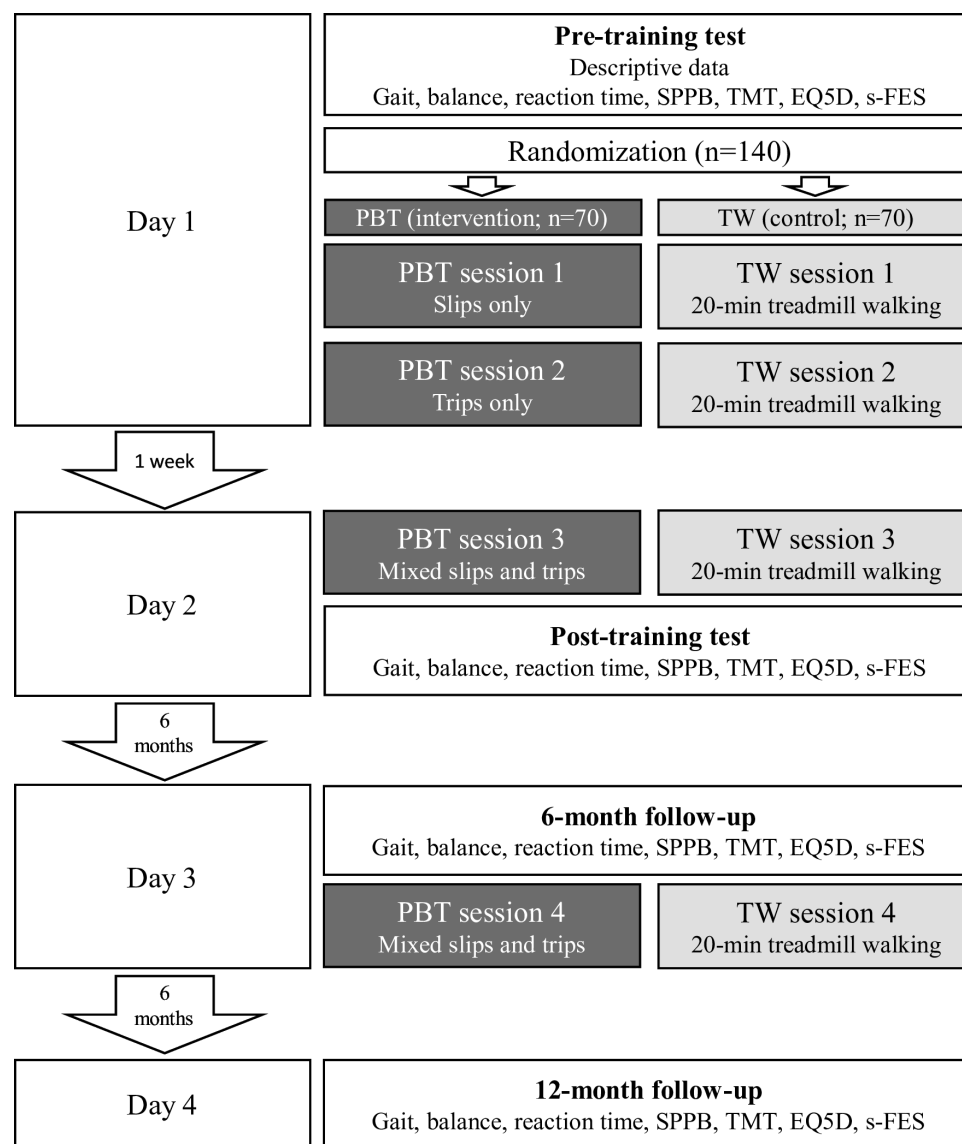 Pre-training test
Descriptive data
Gait, balance, reaction time, SPPB, TMT, EQ5D, s-FES
Randomization (n=140)
Day 1
PBT (intervention; n=70)
TW (control; n=70)
PBT session 1
Slips only
TW session 1
20-min treadmill walking
PBT session 2
Trips only
TW session 2
20-min treadmill walking
1 week
Day 2
PBT session 3
Mixed slips and trips
TW session 3
20-min treadmill walking
Post-training test
Gait, balance, reaction time, SPPB, TMT, EQ5D, s-FES
6
months
Day 3
6-month follow-up
Gait, balance, reaction time, SPPB, TMT, EQ5D, s-FES
PBT session 4
Mixed slips and trips
TW session 4
20-min treadmill walking
6
months
Day 4
12-month follow-up
Gait, balance, reaction time, SPPB, TMT, EQ5D, s-FES